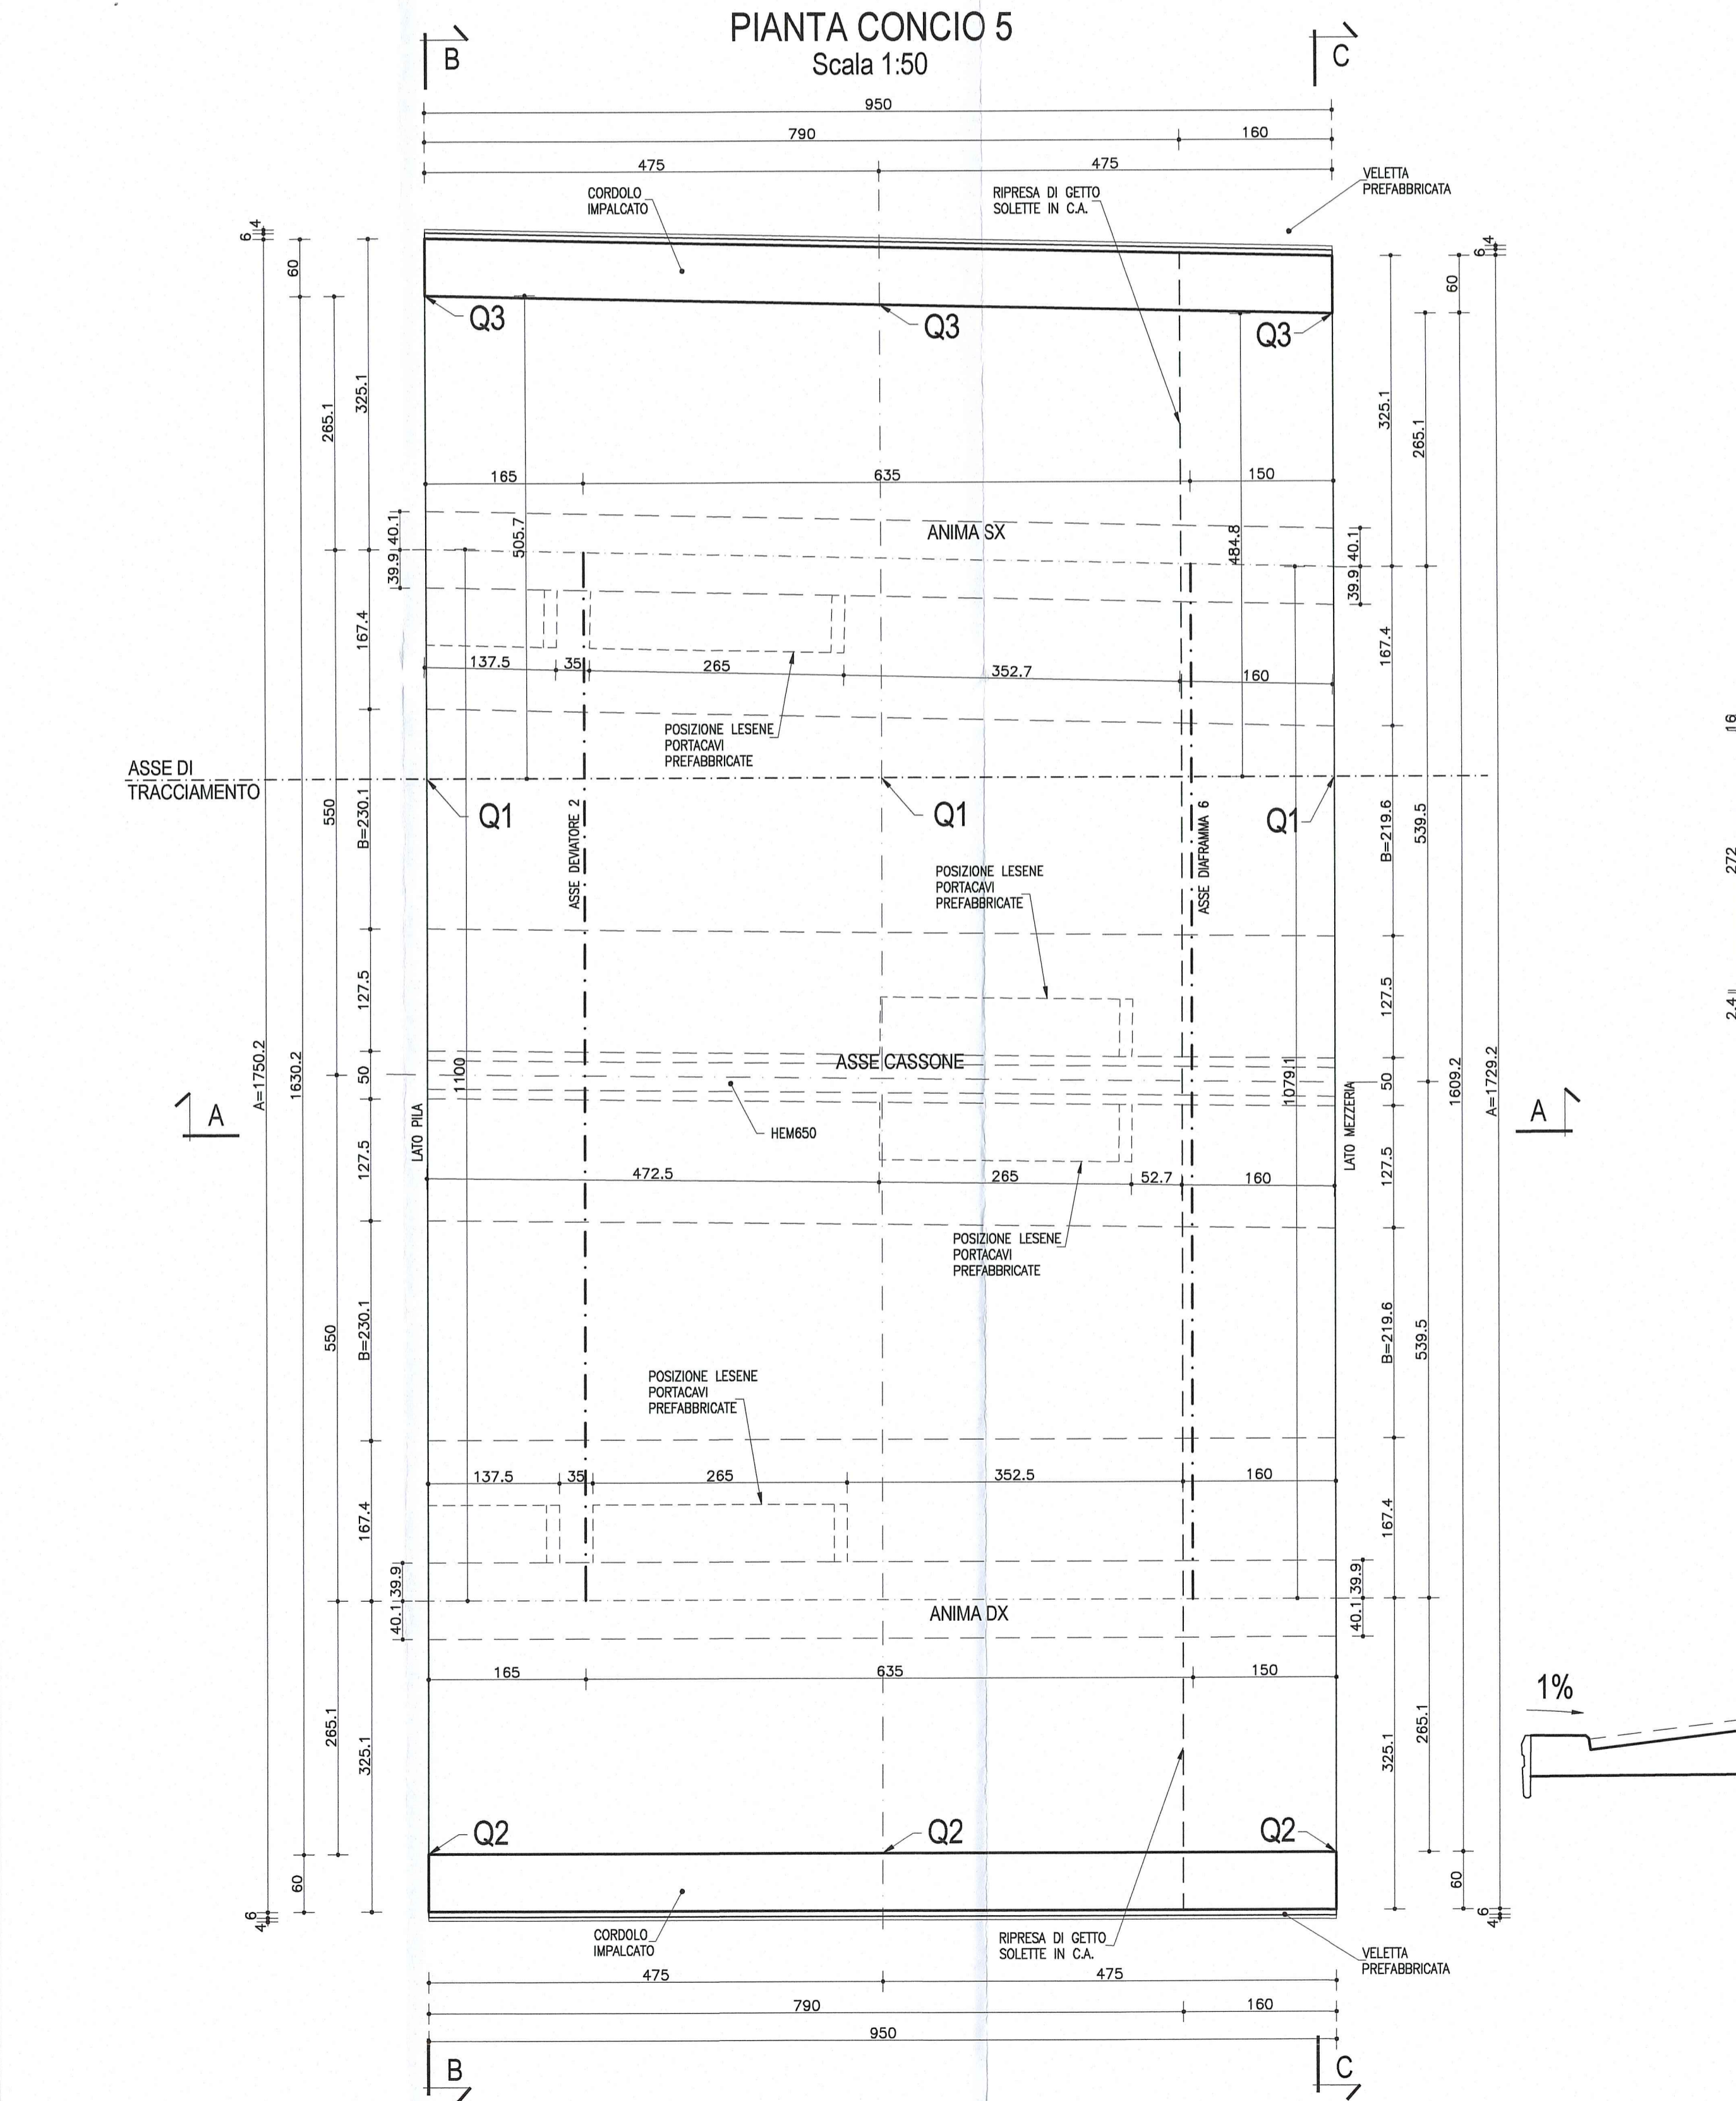 PIANTA CONCIO 5
Scala 1:50
B
C
950
790
160
475
475
CORDOLO
IMPALCATO
RIPRESA DI GETTO
SOLETTE IN C.A.
VELETTA
PREFABBRICATA
4
6
4
6
60
60
Q3
Q3
Q3
325.1
265.1
325.1
265.1
165
635
150
505.7
484.8
ANIMA SX
40.1
39.9
40.1
39.9
167.4
167.4
137.5
35
265
352.7
160
POSIZIONE LESENE
PORTACAVI
PREFABBRICATE
16
ASSE DI
TRACCIAMENTO
Q1
Q1
Q1
550
B=230.1
ASSE DEVIATORE 2
ASSE DIAFRAMMA 6
B=219.6
539.5
272
POSIZIONE LESENE
PORTACAVI
PREFABBRICATE
127.5
127.5
2.4
A=1750.2
1630.2
50
1100
ASSE CASSONE
1079.1
50
1609.2
A=1729.2
A
A
LATO PILA
HEM650
LATO MEZZERIA
127.5
127.5
472.5
265
52.7
160
POSIZIONE LESENE
PORTACAVI
PREFABBRICATE
550
B=230.1
B=219.6
539.5
POSIZIONE LESENE
PORTACAVI
PREFABBRICATE
137.5
35
265
352.5
160
167.4
167.4
39.9
40.1
39.9
40.1
ANIMA DX
165
635
150
1%
265.1
325.1
325.1
265.1
Q2
Q2
Q2
60
60
6
4
6
4
CORDOLO
IMPALCATO
RIPRESA DI GETTO
SOLETTE IN C.A.
VELETTA
PREFABBRICATA
475
475
790
160
950
B
C